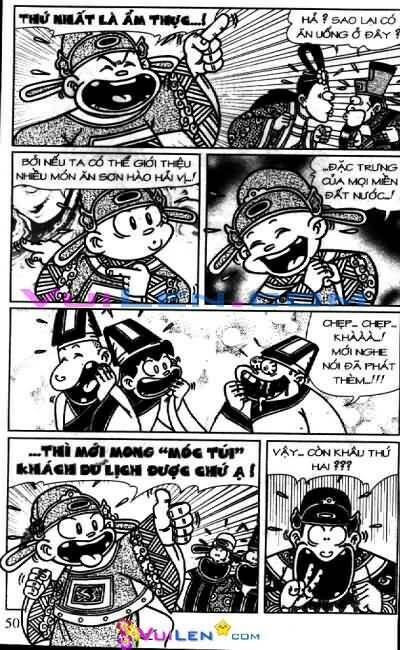 THỨ NHẤT LÀ ẨM THỰC...!
HẢ? SAO LẠI CÓ
ĂN UỐNG Ở ĐÂY?
BỞI NẾU TA CÓ THỂ GIỚI THIỆU
NHIỀU MÓN ĂN SƠN HÀO HẢI VỊ...!
...ĐẶC TRƯNG
CỦA MỌI MIỀN
ĐẤT NƯỚC...!
VUILEN.COM
CHẸP... CHẸP...
KHÀÀÀ...!
MỚI NGHE
NÓI ĐÃ PHÁT
THÈM...!!!
...THÌ MỚI MONG "MÓC TÚI"
KHÁCH DU LỊCH ĐƯỢC CHỨ Ạ!
VẬY... CÒN KHÂU THỨ
HAI ???
50
VUILEN.COM